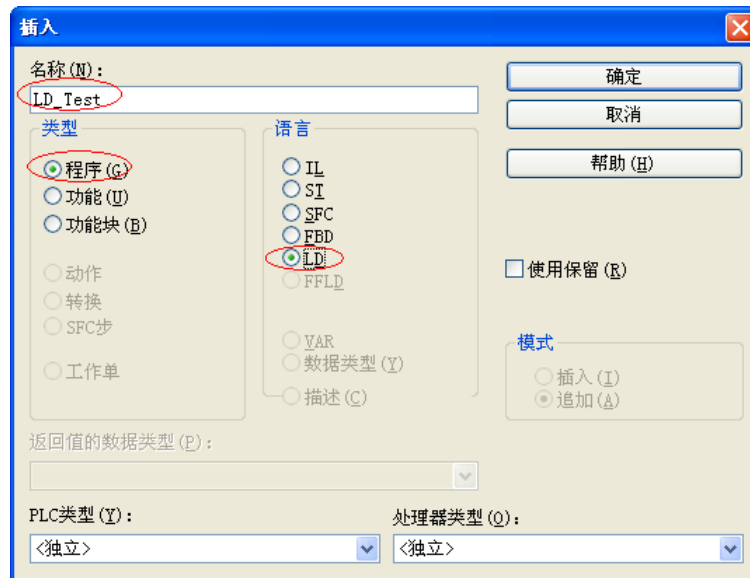 插入
名称(N):
LD_Test
确定
取消
帮助(H)
类型
程序(G)
功能(U)
功能块(B)
动作
转换
SFC步
工作单
语言
IL
ST
SFC
FBD
LD
FFLD
VAR
数据类型(Y)
描述(C)
使用保留(R)
模式
插入(I)
追加(A)
返回值的数据类型(P):
PLC类型(Y):
<独立>
处理器类型(O):
<独立>